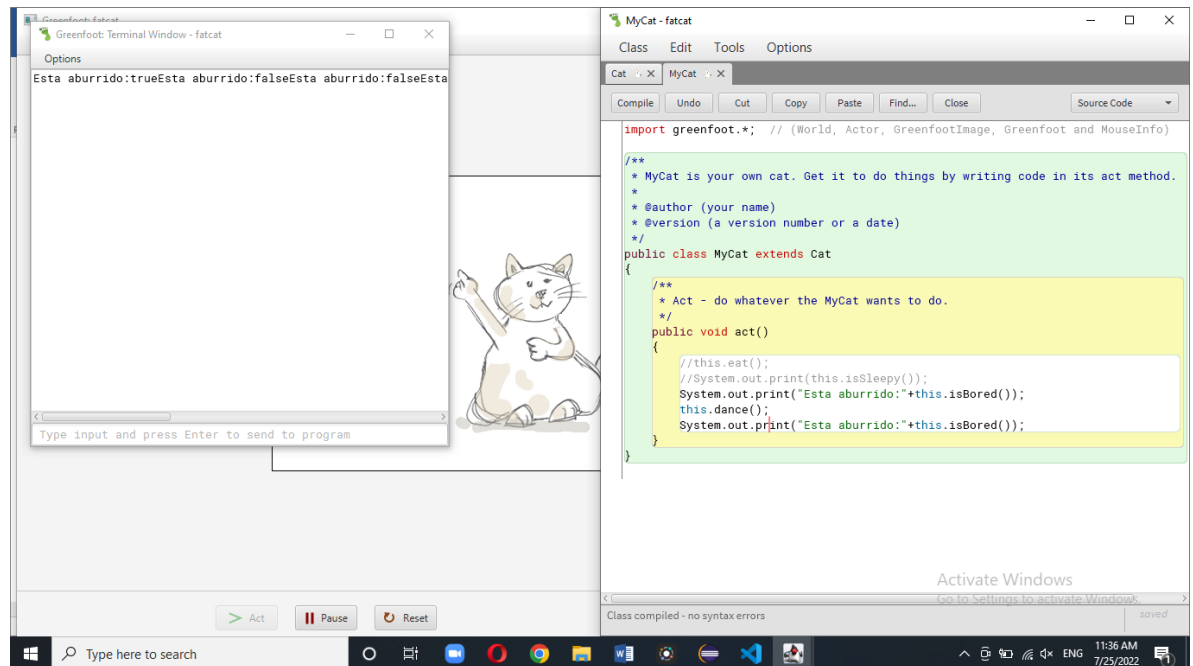 Greenfoot: fatcat
Greenfoot: Terminal Window - fatcat
Options
Esta aburrido:trueEsta aburrido:falseEsta aburrido:falseEsta
Type input and press Enter to send to program
Act
Pause
Reset
MyCat - fatcat
Class Edit Tools Options
Cat MyCat
Compile Undo Cut Copy Paste Find... Close Source Code
import greenfoot.*; // (World, Actor, GreenfootImage, Greenfoot and MouseInfo)
/**
* MyCat is your own cat. Get it to do things by writing code in its act method.
*
* @author (your name)
* @version (a version number or a date)
*/
public class MyCat extends Cat
{
/**
* Act - do whatever the MyCat wants to do.
*/
public void act()
{
//this.eat();
//System.out.print(this.isSleepy());
System.out.print("Esta aburrido:"+this.isBored());
this.dance();
System.out.print("Esta aburrido:"+this.isBored());
}
}
Activate Windows
Go to Settings to activate Windows.
Class compiled - no syntax errors
saved
Type here to search
ENG
11:36 AM
7/25/2022
1